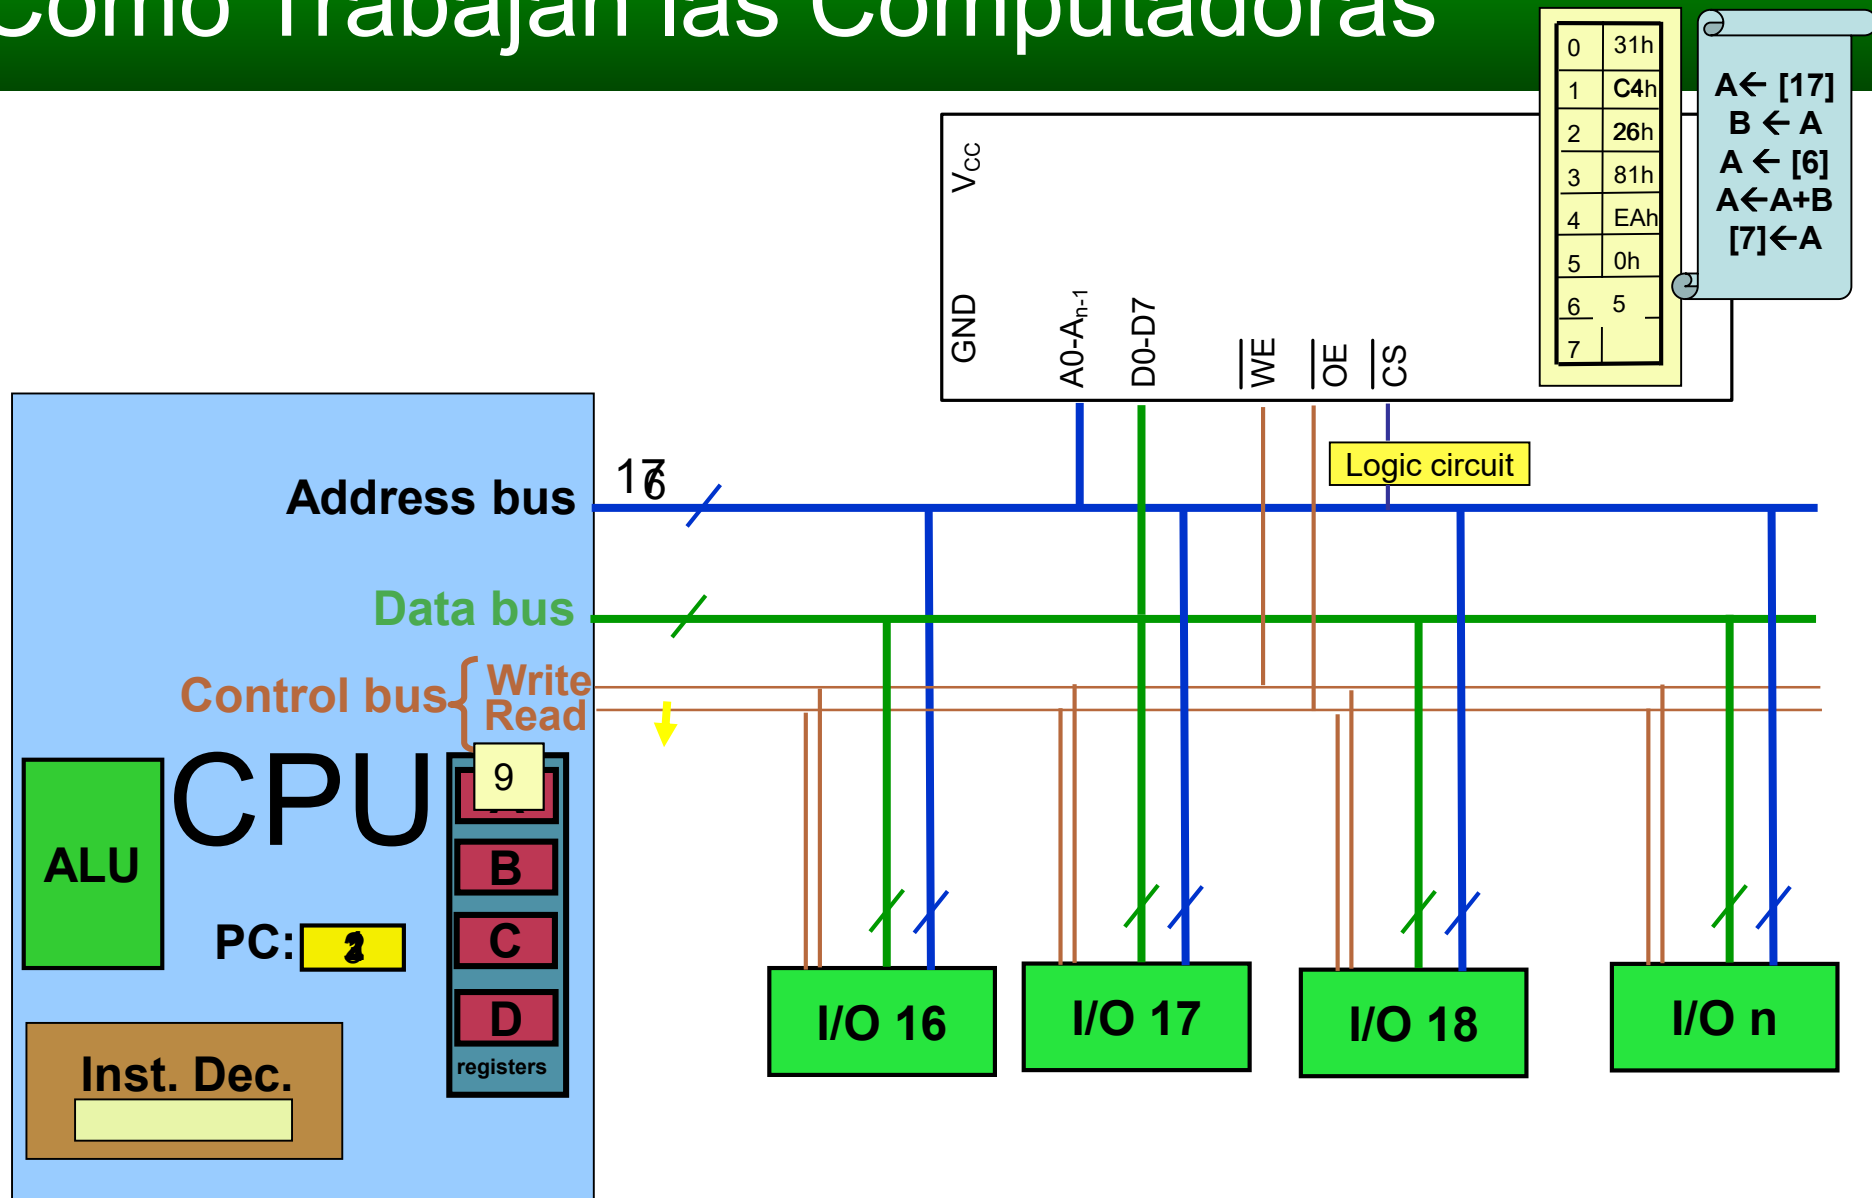 Como Trabajan las Computadoras
0 31h
1 C4h
2 26h
3 81h
4 EAh
5 0h
6 5
7
A← [17]
B ← A
A ← [6]
A←A+B
[7]←A
VCC
GND
A0-An-1
D0-D7
WE
OE
CS
Logic circuit
Address bus
Data bus
Control bus
Write
Read
CPU
9
ALU
B
C
D
registers
PC:
Inst. Dec.
I/O 16
I/O 17
I/O 18
I/O n